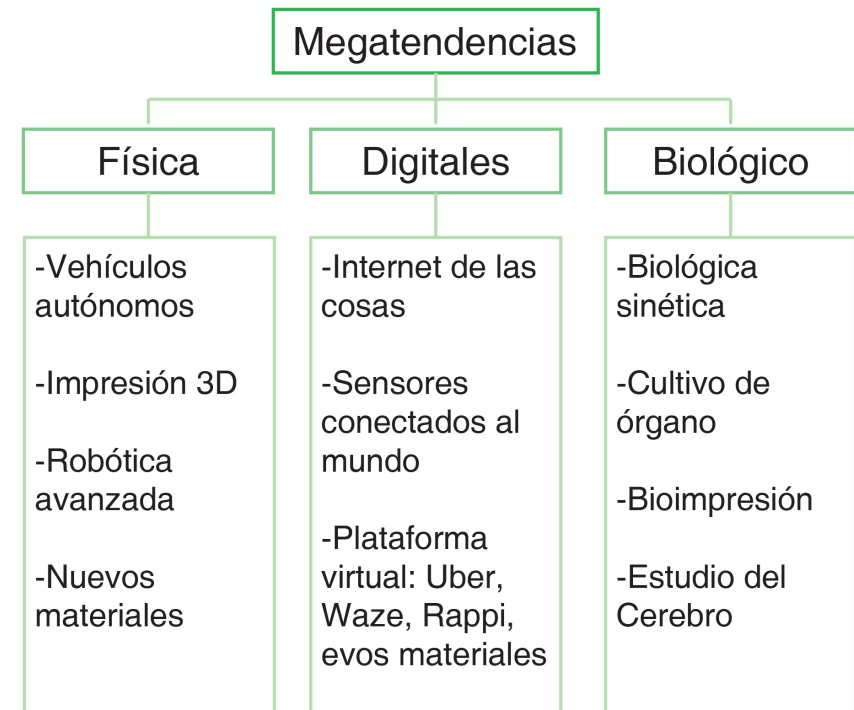 Megatendencias
Física
-Vehículos
autónomos
-Impresión 3D
-Robótica
avanzada
-Nuevos
materiales
Digitales
-Internet de las
cosas
-Sensores
conectados al
mundo
-Plataforma
virtual: Uber,
Waze, Rappi,
evos materiales
Biológico
-Biológica
sinética
-Cultivo de
órgano
-Bioimpresión
-Estudio del
Cerebro